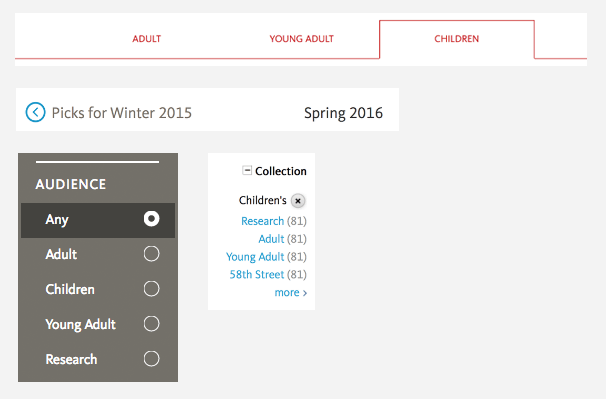 ADULT YOUNG ADULT CHILDREN
Picks for Winter 2015 Spring 2016
AUDIENCE
Any
Adult
Children
Young Adult
Research
Collection
Children's
Research (81)
Adult (81)
Young Adult (81)
58th Street (81)
more ›